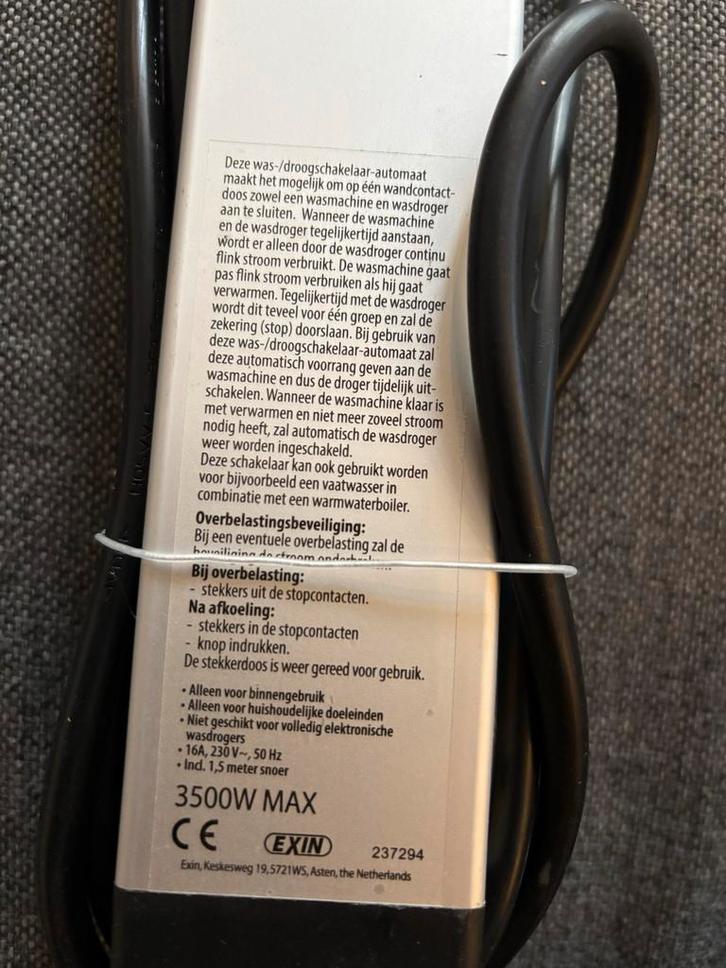 Deze was-/droogschakelaar-automaat
maakt het mogelijk om op één wandcontact-
doos zowel een wasmachine en wasdroger
aan te sluiten. Wanneer de wasmachine
en de wasdroger tegelijkertijd aanstaan,
wordt er alleen door de wasdroger continu
flink stroom verbruikt. De wasmachine gaat
pas flink stroom verbruiken als hij gaat
verwarmen. Tegelijkertijd met de wasdroger
wordt dit teveel voor één groep en zal de
zekering (stop) doorslaan. Bij gebruik van
deze was-/droogschakelaar-automaat zal
deze automatisch voorrang geven aan de
wasmachine en dus de droger tijdelijk uit-
schakelen. Wanneer de wasmachine klaar is
met verwarmen en niet meer zoveel stroom
nodig heeft, zal automatisch de wasdroger
weer worden ingeschakeld.
Deze schakelaar kan ook gebruikt worden
voor bijvoorbeeld een vaatwasser in
combinatie met een warmwaterboiler.
Overbelastingsbeveiliging:
Bij een eventuele overbelasting zal de
beveiliging de stroom
Bij overbelasting:
- stekkers uit de stopcontacten.
Na afkoeling:
- stekkers in de stopcontacten
- knop indrukken.
De stekkerdoos is weer gereed voor gebruik.
• Alleen voor binnengebruik
• Alleen voor huishoudelijke doeleinden
• Niet geschikt voor volledig elektronische
wasdrogers
• 16A, 230 V~, 50 Hz
• Incl. 1,5 meter snoer
3500W MAX
CE EXIN 237294
Exin, Keskesweg 19, 5721WS, Asten, the Netherlands